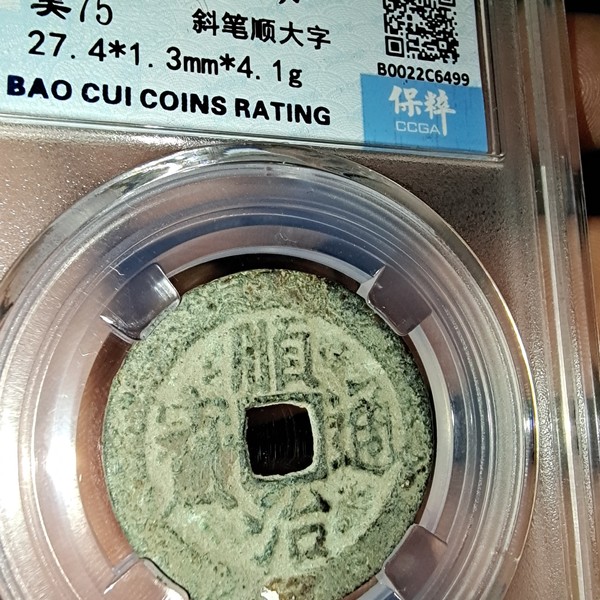 美75
斜笔顺大字
27.4*1.3mm*4.1g
B0022C6499
BAO CUI COINS RATING
保粹
CCGA
順治通寳